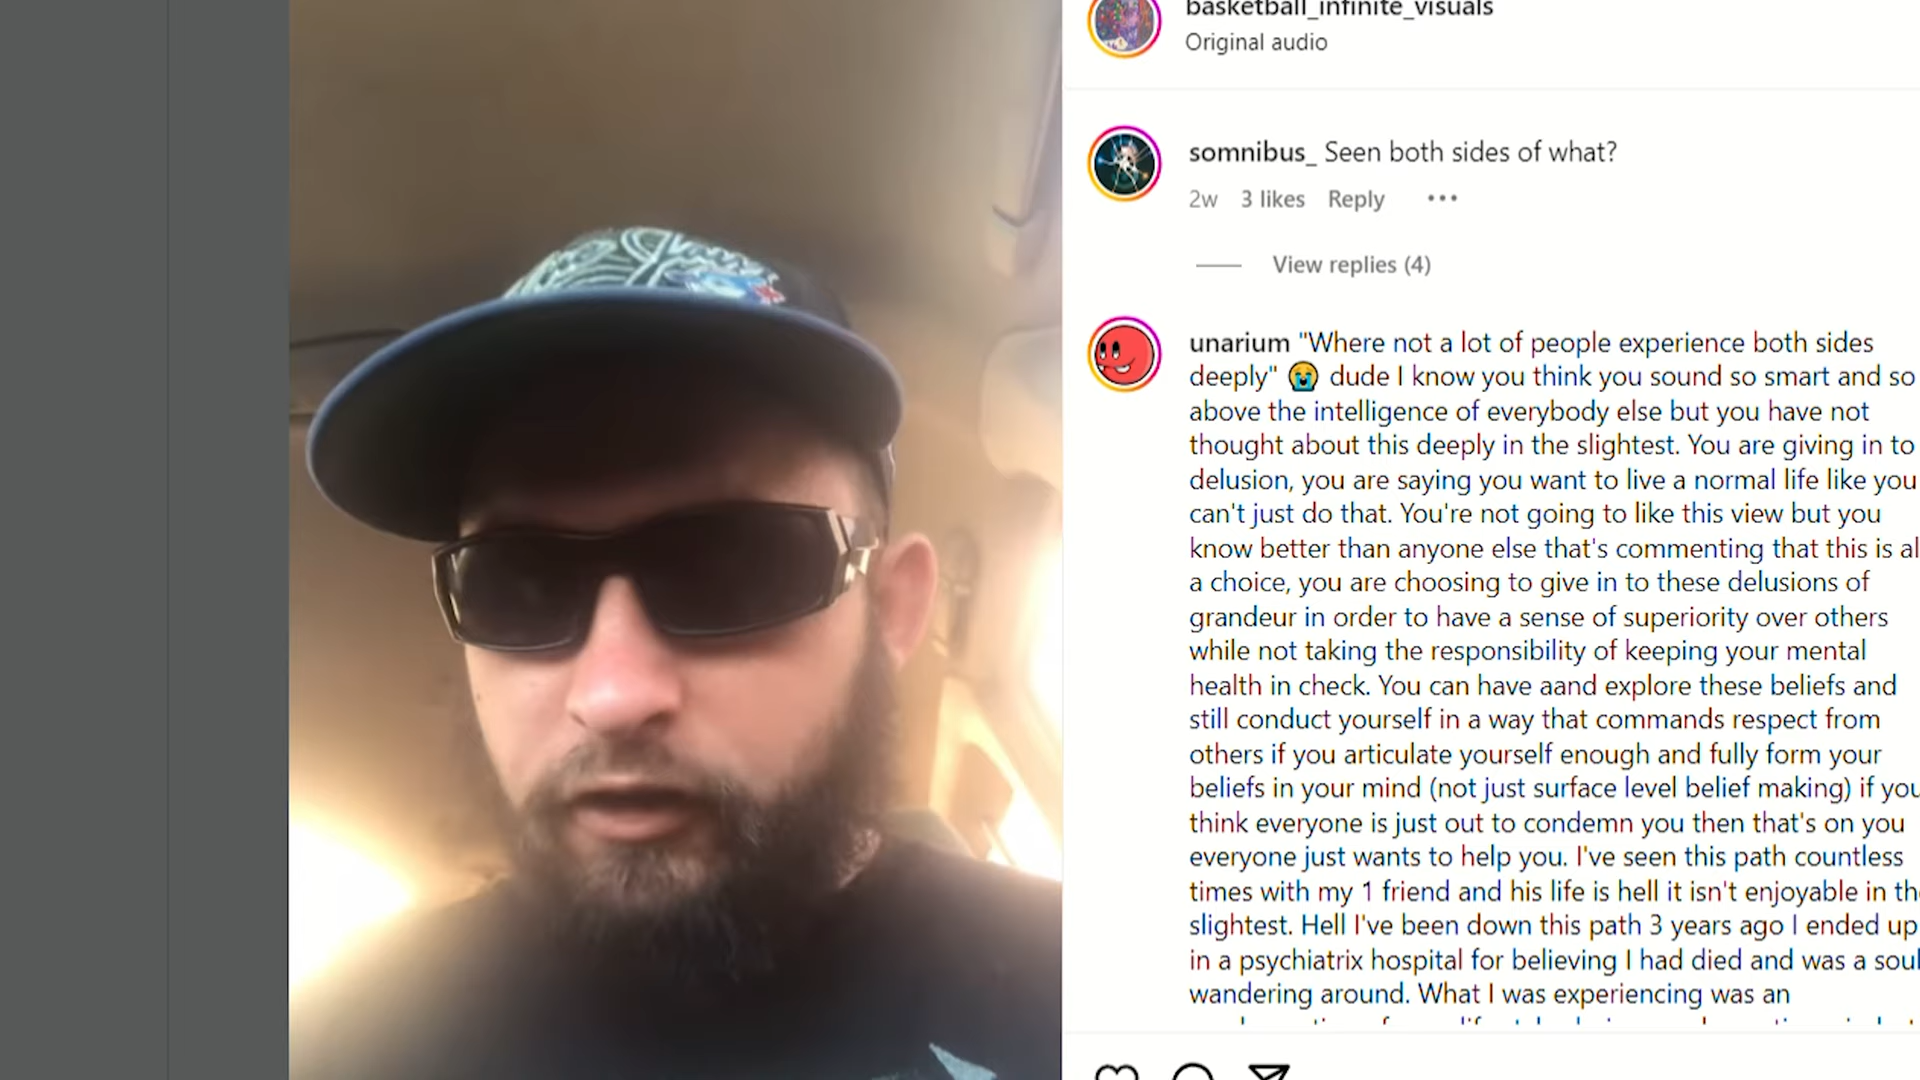 basketball_infinite_visuals
Original audio
somnibus_ Seen both sides of what?
2w 3 likes Reply •••
View replies (4)
unarium "Where not a lot of people experience both sides
deeply" 😭 dude I know you think you sound so smart and so
above the intelligence of everybody else but you have not
thought about this deeply in the slightest. You are giving in to
delusion, you are saying you want to live a normal life like you
can't just do that. You're not going to like this view but you
know better than anyone else that's commenting that this is al
a choice, you are choosing to give in to these delusions of
grandeur in order to have a sense of superiority over others
while not taking the responsibility of keeping your mental
health in check. You can have aand explore these beliefs and
still conduct yourself in a way that commands respect from
others if you articulate yourself enough and fully form your
beliefs in your mind (not just surface level belief making) if you
think everyone is just out to condemn you then that's on you
everyone just wants to help you. I've seen this path countless
times with my 1 friend and his life is hell it isn't enjoyable in th
slightest. Hell I've been down this path 3 years ago I ended up
in a psychiatrix hospital for believing I had died and was a soul
wandering around. What I was experiencing was an